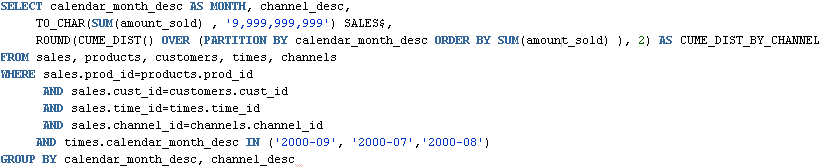 SELECT calendar_month_desc AS MONTH, channel_desc,
TO_CHAR(SUM(amount_sold) , '9,999,999,999') SALES$,
ROUND(CUME_DIST() OVER (PARTITION BY calendar_month_desc ORDER BY SUM(amount_sold) ), 2) AS CUME_DIST_BY_CHANNEL
FROM sales, products, customers, times, channels
WHERE sales.prod_id=products.prod_id
AND sales.cust_id=customers.cust_id
AND sales.time_id=times.time_id
AND sales.channel_id=channels.channel_id
AND times.calendar_month_desc IN ('2000-09', '2000-07','2000-08')
GROUP BY calendar_month_desc, channel_desc